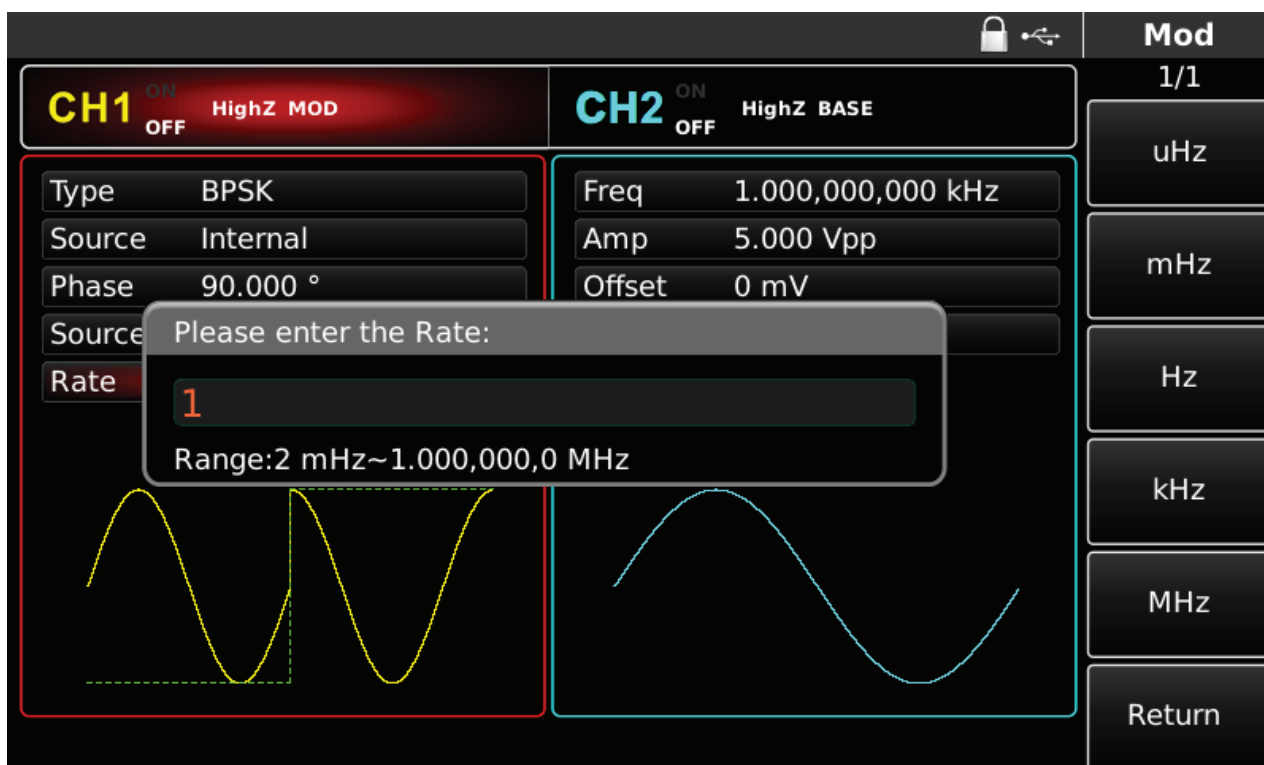 Mod
1/1
CH1 ON OFF HighZ MOD
CH2 ON OFF HighZ BASE
Type BPSK
Source Internal
Phase 90.000 °
Source
Rate
Freq 1.000,000,000 kHz
Amp 5.000 Vpp
Offset 0 mV
Please enter the Rate:
1
Range:2 mHz~1.000,000,0 MHz
uHz
mHz
Hz
kHz
MHz
Return